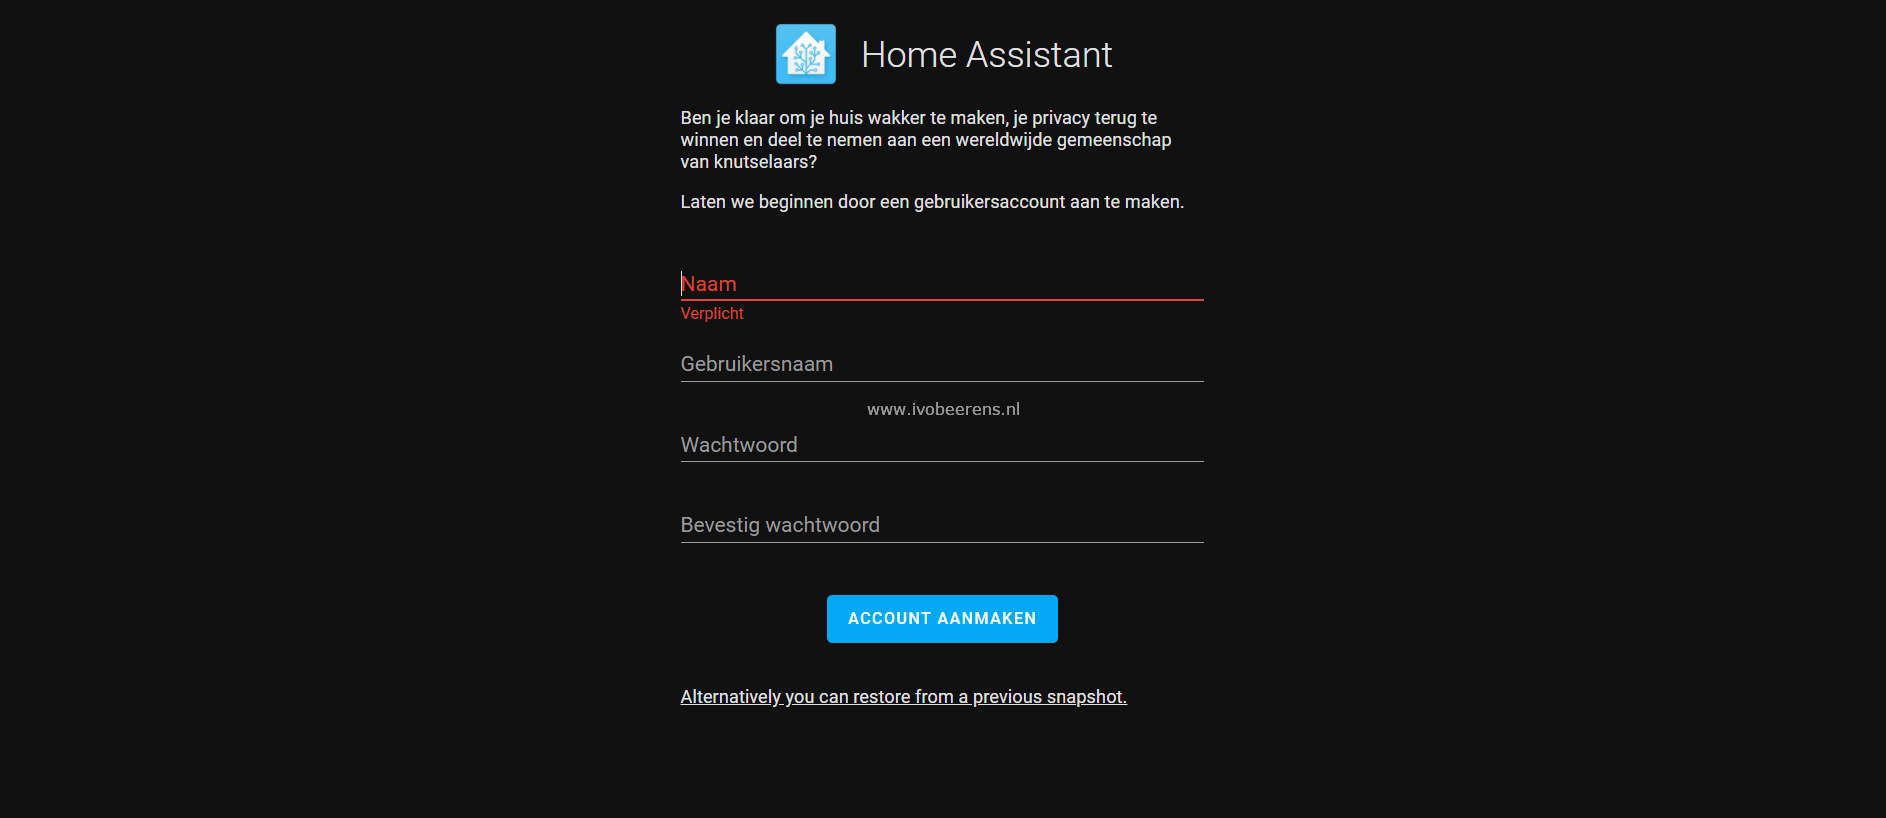 Home Assistant
Ben je klaar om je huis wakker te maken, je privacy terug te
winnen en deel te nemen aan een wereldwijde gemeenschap
van knutselaars?
Laten we beginnen door een gebruikersaccount aan te maken.
Naam
Verplicht
Gebruikersnaam
www.ivobeerens.nl
Wachtwoord
Bevestig wachtwoord
ACCOUNT AANMAKEN
Alternatively you can restore from a previous snapshot.